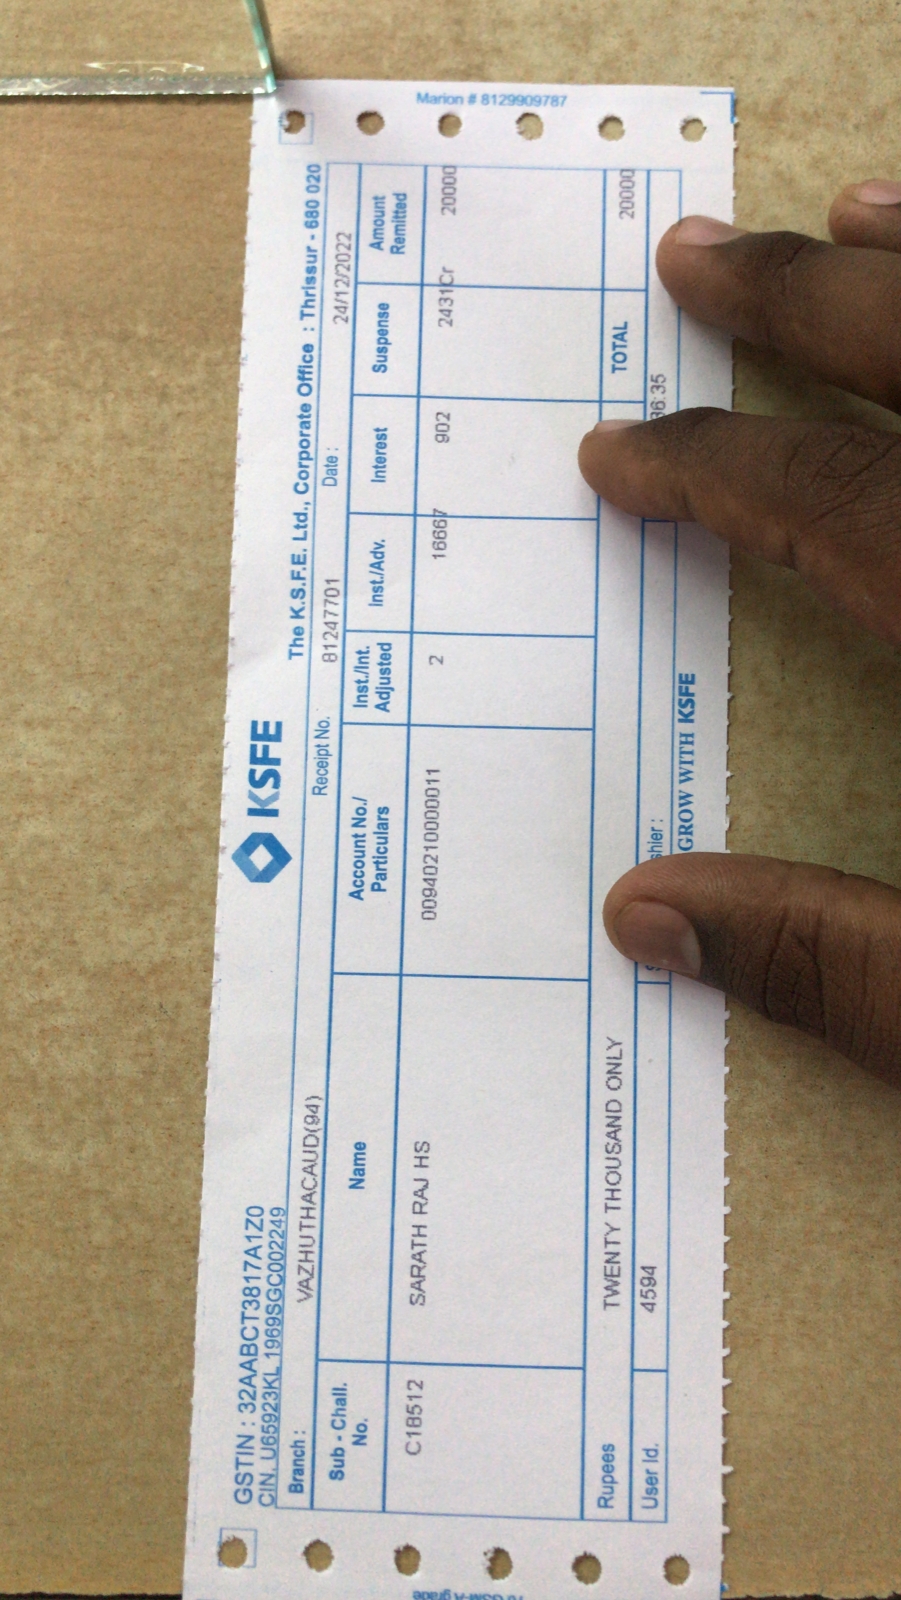 Marion # 8129909787
GSTIN : 32AABCT3817A1Z0
CIN. U65923KL 1969SGC002249
KSFE
The K.S.F.E. Ltd., Corporate Office : Thrissur - 680 020
Branch : VAZHUTHACAUD(94) Receipt No. 81247701 Date : 24/12/2022
Sub - Chall. No. Name Account No./ Particulars Inst./Int. Adjusted Inst./Adv. Interest Suspense Amount Remitted
C18512 SARATH RAJ HS 00940210000011 2 16667 902 2431Cr 20000
Rupees TWENTY THOUSAND ONLY TOTAL 20000
User Id. 4594 shier : 36:35
GROW WITH KSFE